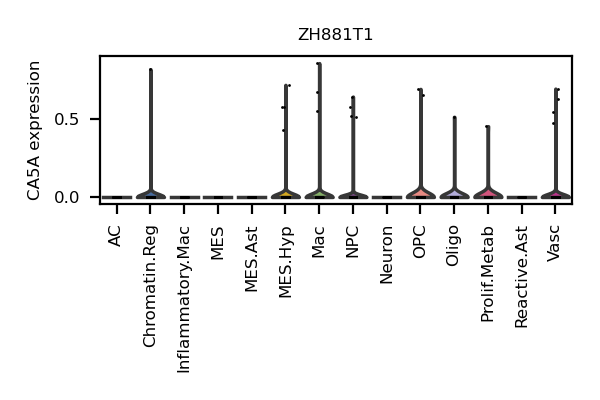 ZH881T1
CA5A expression
0.5
0.0
AC
Chromatin.Reg
Inflammatory.Mac
MES
MES.Ast
MES.Hyp
Mac
NPC
Neuron
OPC
Oligo
Prolif.Metab
Reactive.Ast
Vasc